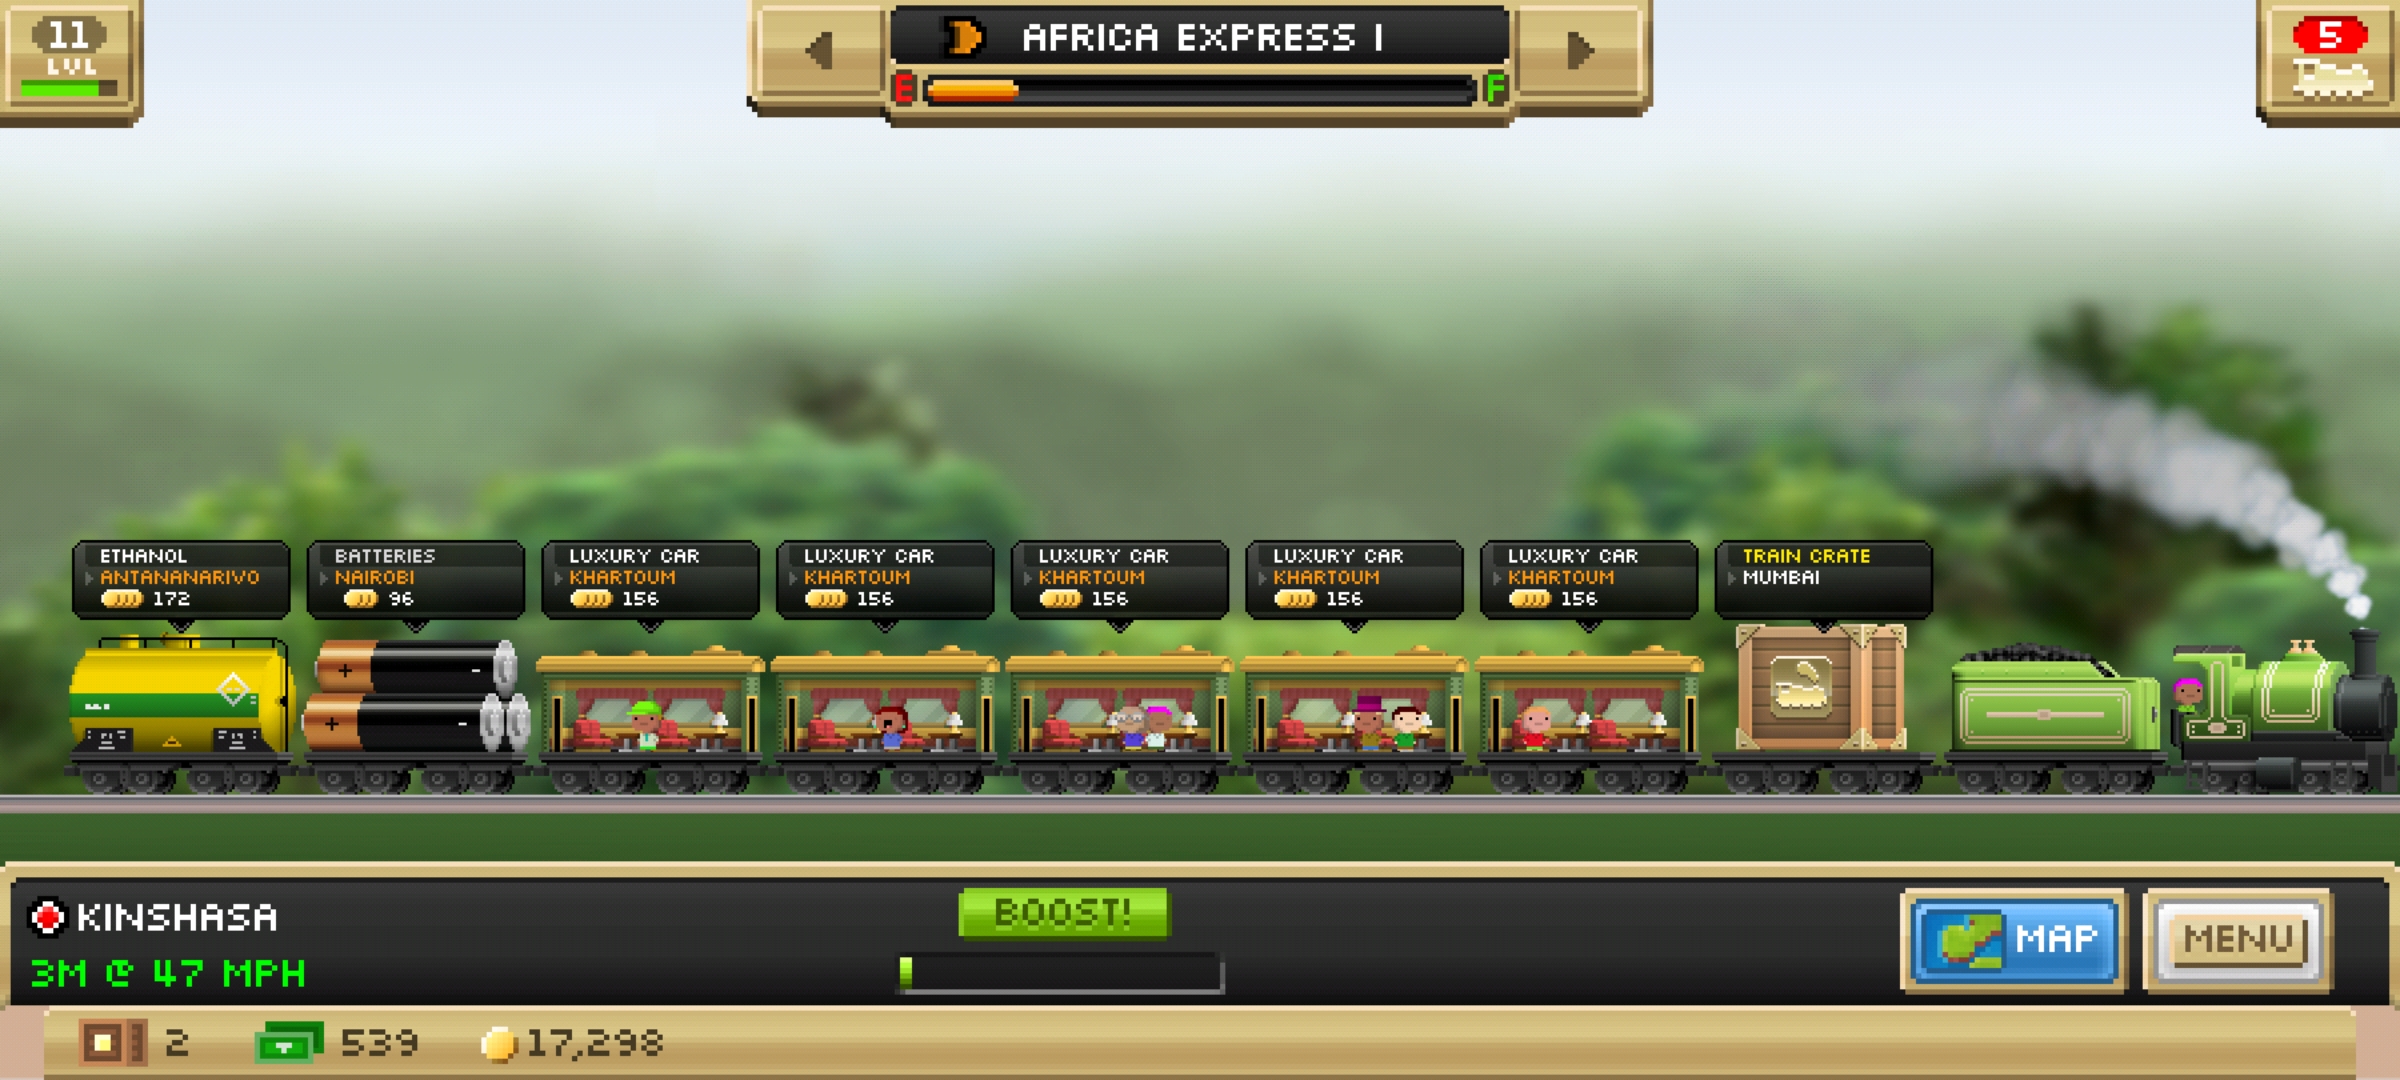 11
LVL
AFRICA EXPRESS I
E
F
5
ETHANOL
ANTANANARIVO
172
BATTERIES
NAIROBI
96
LUXURY CAR
KHARTOUM
156
LUXURY CAR
KHARTOUM
156
LUXURY CAR
KHARTOUM
156
LUXURY CAR
KHARTOUM
156
LUXURY CAR
KHARTOUM
156
TRAIN CRATE
MUMBAI
+ -
+ -
KINSHASA
3M @ 47 MPH
BOOST!
MAP
MENU
2
539
17,298